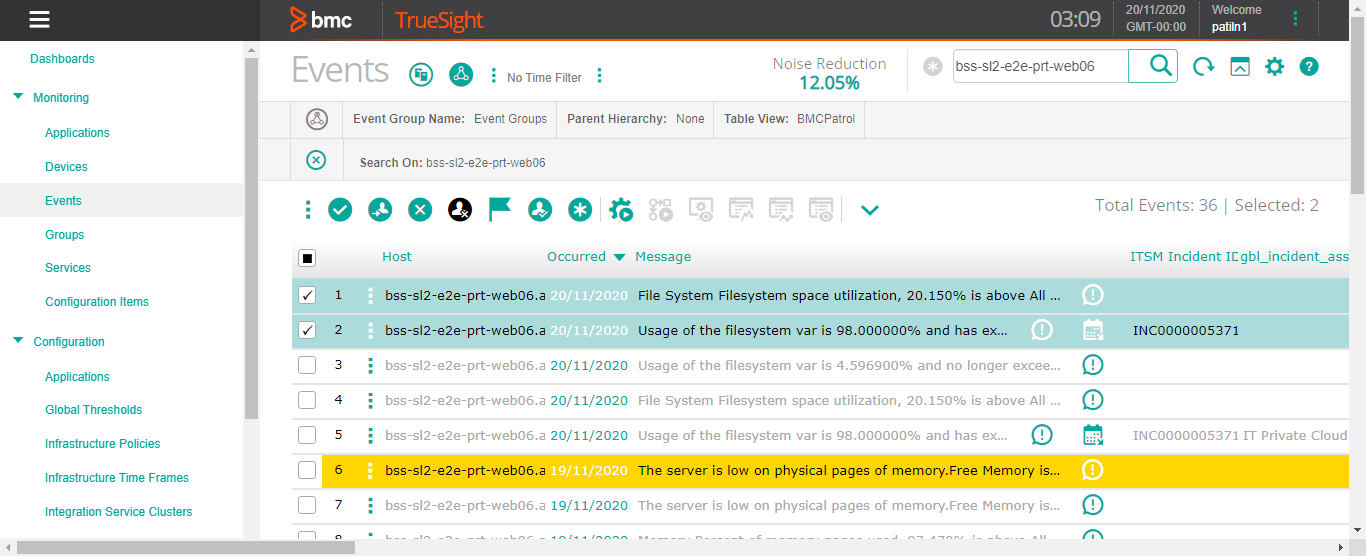 bmc TrueSight 03:09 20/11/2020 Welcome
GMT-00:00 patiln1
Dashboards
Monitoring
Applications
Devices
Events
Groups
Services
Configuration Items
Configuration
Applications
Global Thresholds
Infrastructure Policies
Infrastructure Time Frames
Integration Service Clusters
Events No Time Filter Noise Reduction bss-sl2-e2e-prt-web06
12.05%
Event Group Name: Event Groups Parent Hierarchy: None Table View: BMCPatrol
Search On: bss-sl2-e2e-prt-web06
Total Events: 36 | Selected: 2
Host Occurred Message ITSM Incident ID gbl_incident_ass
1 bss-sl2-e2e-prt-web06.a 20/11/2020 File System Filesystem space utilization, 20.150% is above All ...
2 bss-sl2-e2e-prt-web06.a 20/11/2020 Usage of the filesystem var is 98.000000% and has ex... INC0000005371
3 bss-sl2-e2e-prt-web06.a 20/11/2020 Usage of the filesystem var is 4.596900% and no longer excee...
4 bss-sl2-e2e-prt-web06.a 20/11/2020 File System Filesystem space utilization, 20.150% is above All ...
5 bss-sl2-e2e-prt-web06.a 20/11/2020 Usage of the filesystem var is 98.000000% and has ex... INC0000005371 IT Private Cloud
6 bss-sl2-e2e-prt-web06.a 19/11/2020 The server is low on physical pages of memory.Free Memory is...
7 bss-sl2-e2e-prt-web06.a 19/11/2020 The server is low on physical pages of memory.Free Memory is...